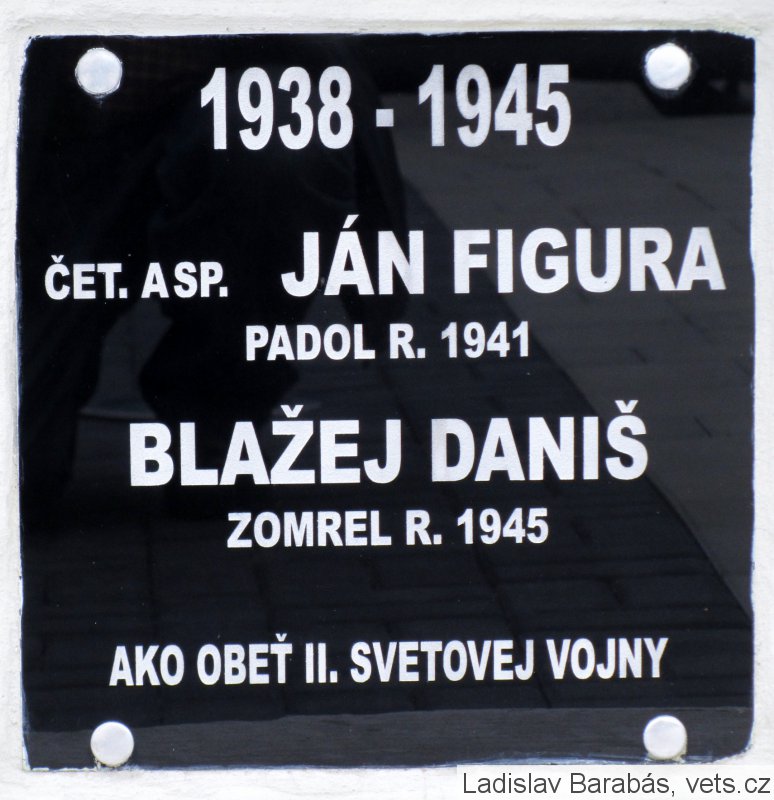 1938 - 1945
ČET. ASP. JÁN FIGURA
PADOL R. 1941
BLAŽEJ DANIŠ
ZOMREL R. 1945
AKO OBEŤ II. SVETOVEJ VOJNY
Ladislav Barabás, vets.cz